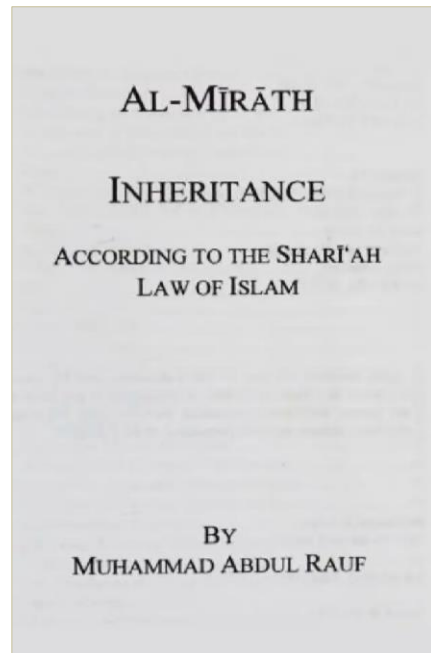 AL-MĪRĀTH
INHERITANCE
ACCORDING TO THE SHARĪ‘AH
LAW OF ISLAM
BY
MUHAMMAD ABDUL RAUF